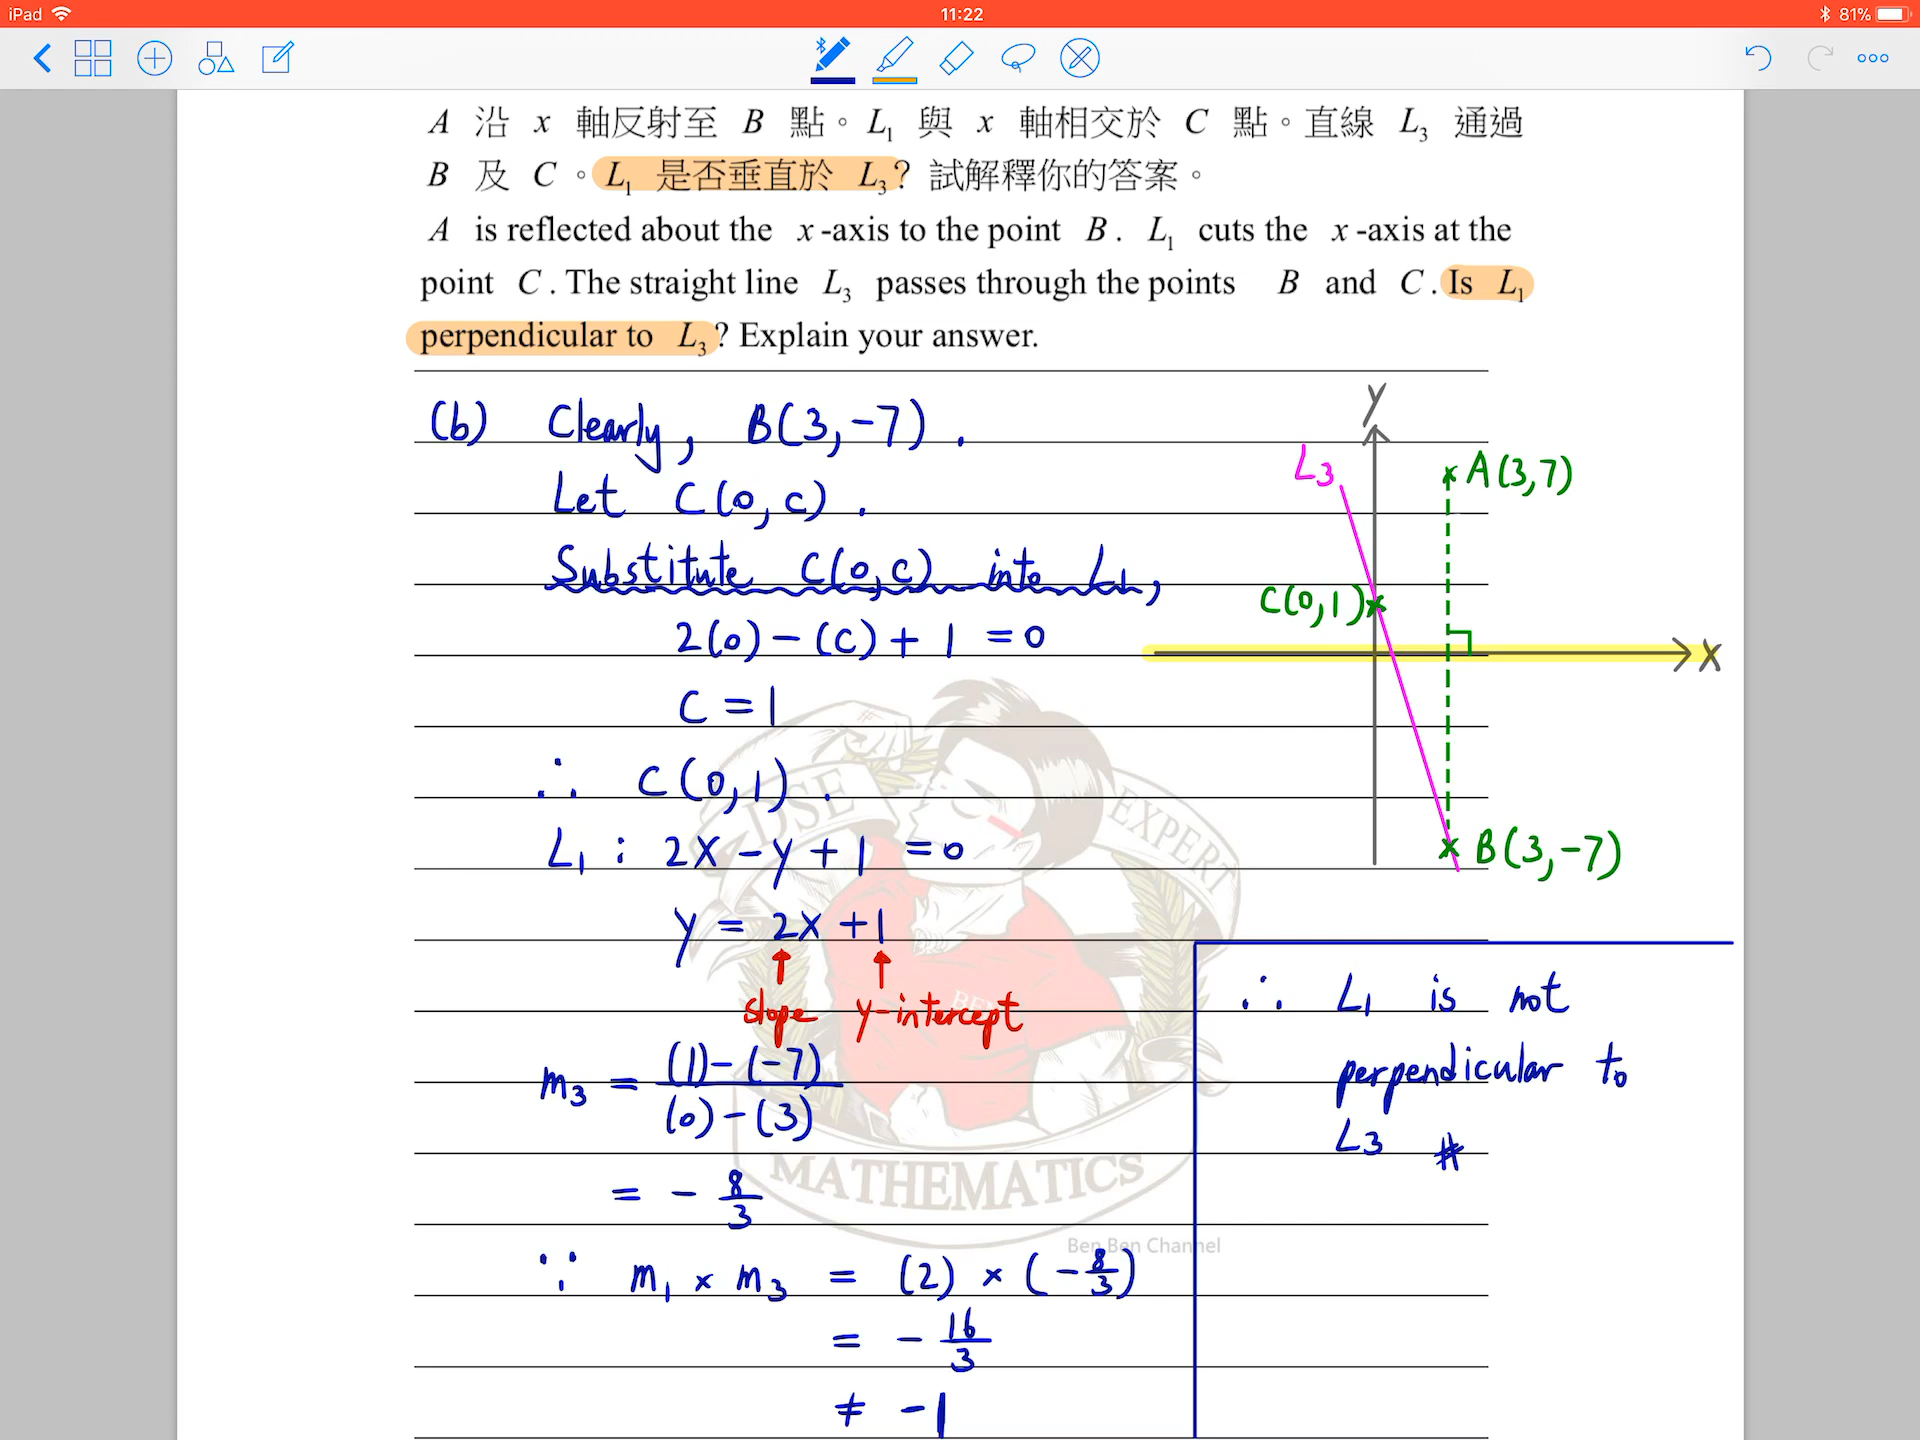 iPad 11:22 81%
A 沿 x 軸反射至 B 點。L₁ 與 x 軸相交於 C 點。直線 L₃ 通過
B 及 C。L₁ 是否垂直於 L₃? 試解釋你的答案。
A is reflected about the x-axis to the point B. L₁ cuts the x-axis at the
point C. The straight line L₃ passes through the points B and C. Is L₁
perpendicular to L₃? Explain your answer.
(b) Clearly, B(3,-7).
Let C(0,c).
Substitute C(0,c) into L₁,
2(0)-(c)+1 =0
c=1
∴ C(0,1).
L₁: 2x-y+1 =0
y = 2x+1
slope y-intercept
m₃ = (1)-(-7)
(0)-(3)
= - 8/3
∵ m₁ × m₃ = (2) × (-8/3)
= - 16/3
≠ -1
y
L₃
A(3,7)
C(0,1)
x
B(3,-7)
∴ L₁ is not
perpendicular to
L₃ #
DSE EXPERT
BEN
MATHEMATICS
Ben Ben Channel